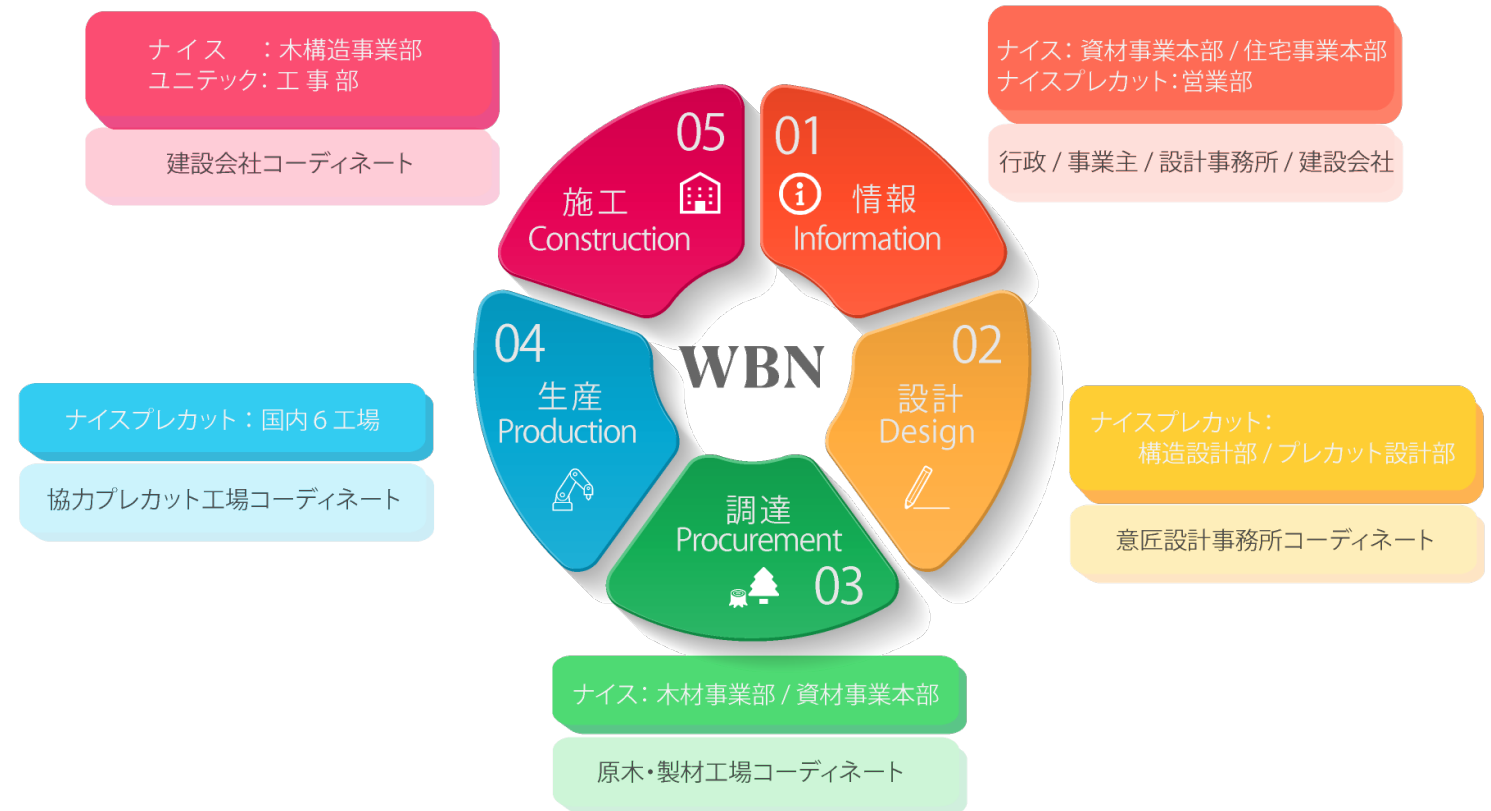 ナイス　：木構造事業部
ユニテック：工 事 部
建設会社コーディネート
ナイス：資材事業本部 / 住宅事業本部
ナイスプレカット：営業部
行政 / 事業主 / 設計事務所 / 建設会社
05
施工
Construction
01
情報
Information
WBN
04
生産
Production
02
設計
Design
ナイスプレカット：国内6工場
協力プレカット工場コーディネート
ナイスプレカット：
構造設計部 / プレカット設計部
意匠設計事務所コーディネート
調達
Procurement
03
ナイス：木材事業部 / 資材事業本部
原木・製材工場コーディネート